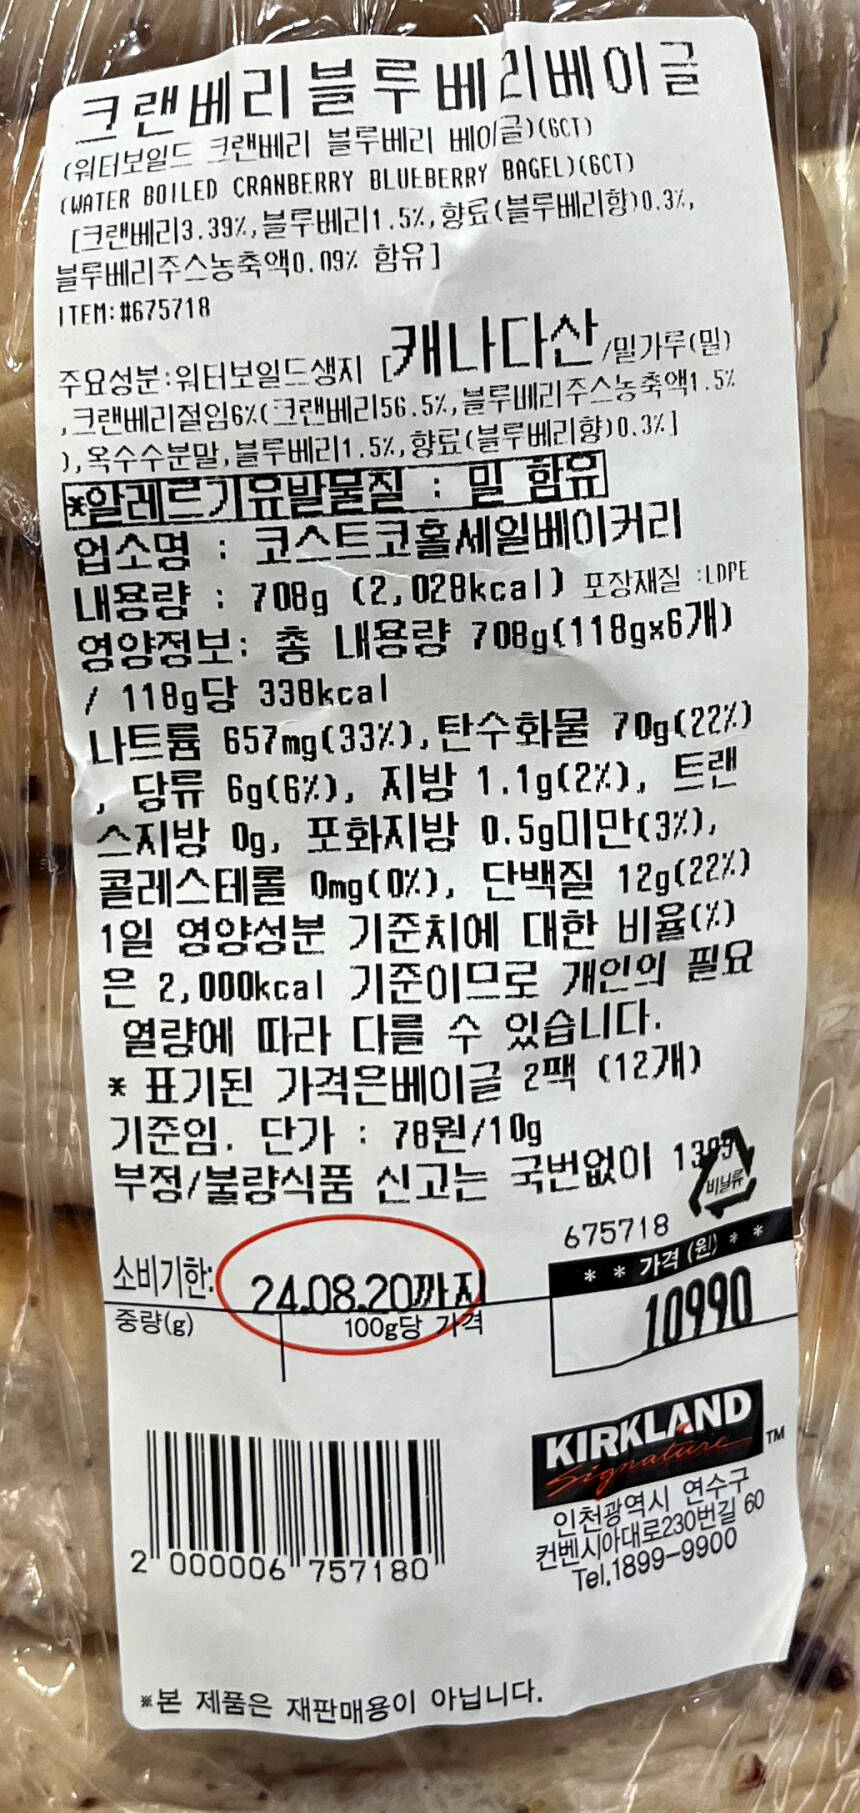 크랜베리블루베리베이글
(워터보일드 크랜베리 블루베리 베이글)(6CT)
(WATER BOILED CRANBERRY BLUEBERRY BAGEL)(6CT)
[크랜베리3.39%,블루베리1.5%,향료(블루베리향)0.3%,
블루베리주스농축액0.09% 함유]
ITEM:#675718
주요성분:워터보일드생지 [캐나다산/밀가루(밀)
,크랜베리절임6%(크랜베리56.5%,블루베리주스농축액1.5%
),옥수수분말,블루베리1.5%,향료(블루베리향)0.3%]
*알레르기유발물질 : 밀 함유
업소명 : 코스트코홀세일베이커리
내용량 : 708g (2,028kcal) 포장재질 :LDPE
영양정보: 총 내용량 708g(118gx6개)
/ 118g당 338kcal
나트륨 657mg(33%),탄수화물 70g(22%)
, 당류 6g(6%), 지방 1.1g(2%), 트랜
스지방 0g, 포화지방 0.5g미만(3%),
콜레스테롤 0mg(0%), 단백질 12g(22%)
1일 영양성분 기준치에 대한 비율(%)
은 2,000kcal 기준이므로 개인의 필요
열량에 따라 다를 수 있습니다.
* 표기된 가격은베이글 2팩 (12개)
기준임. 단가 : 78원/10g
부정/불량식품 신고는 국번없이 1399
비닐류
675718
소비기한: 24.08.20까지
** 가격 (원) **
중량(g) 100g당 가격
10990
KIRKLAND
Signature TM
인천광역시 연수구
컨벤시아대로230번길 60
Tel.1899-9900
2 000006 757180
※본 제품은 재판매용이 아닙니다.